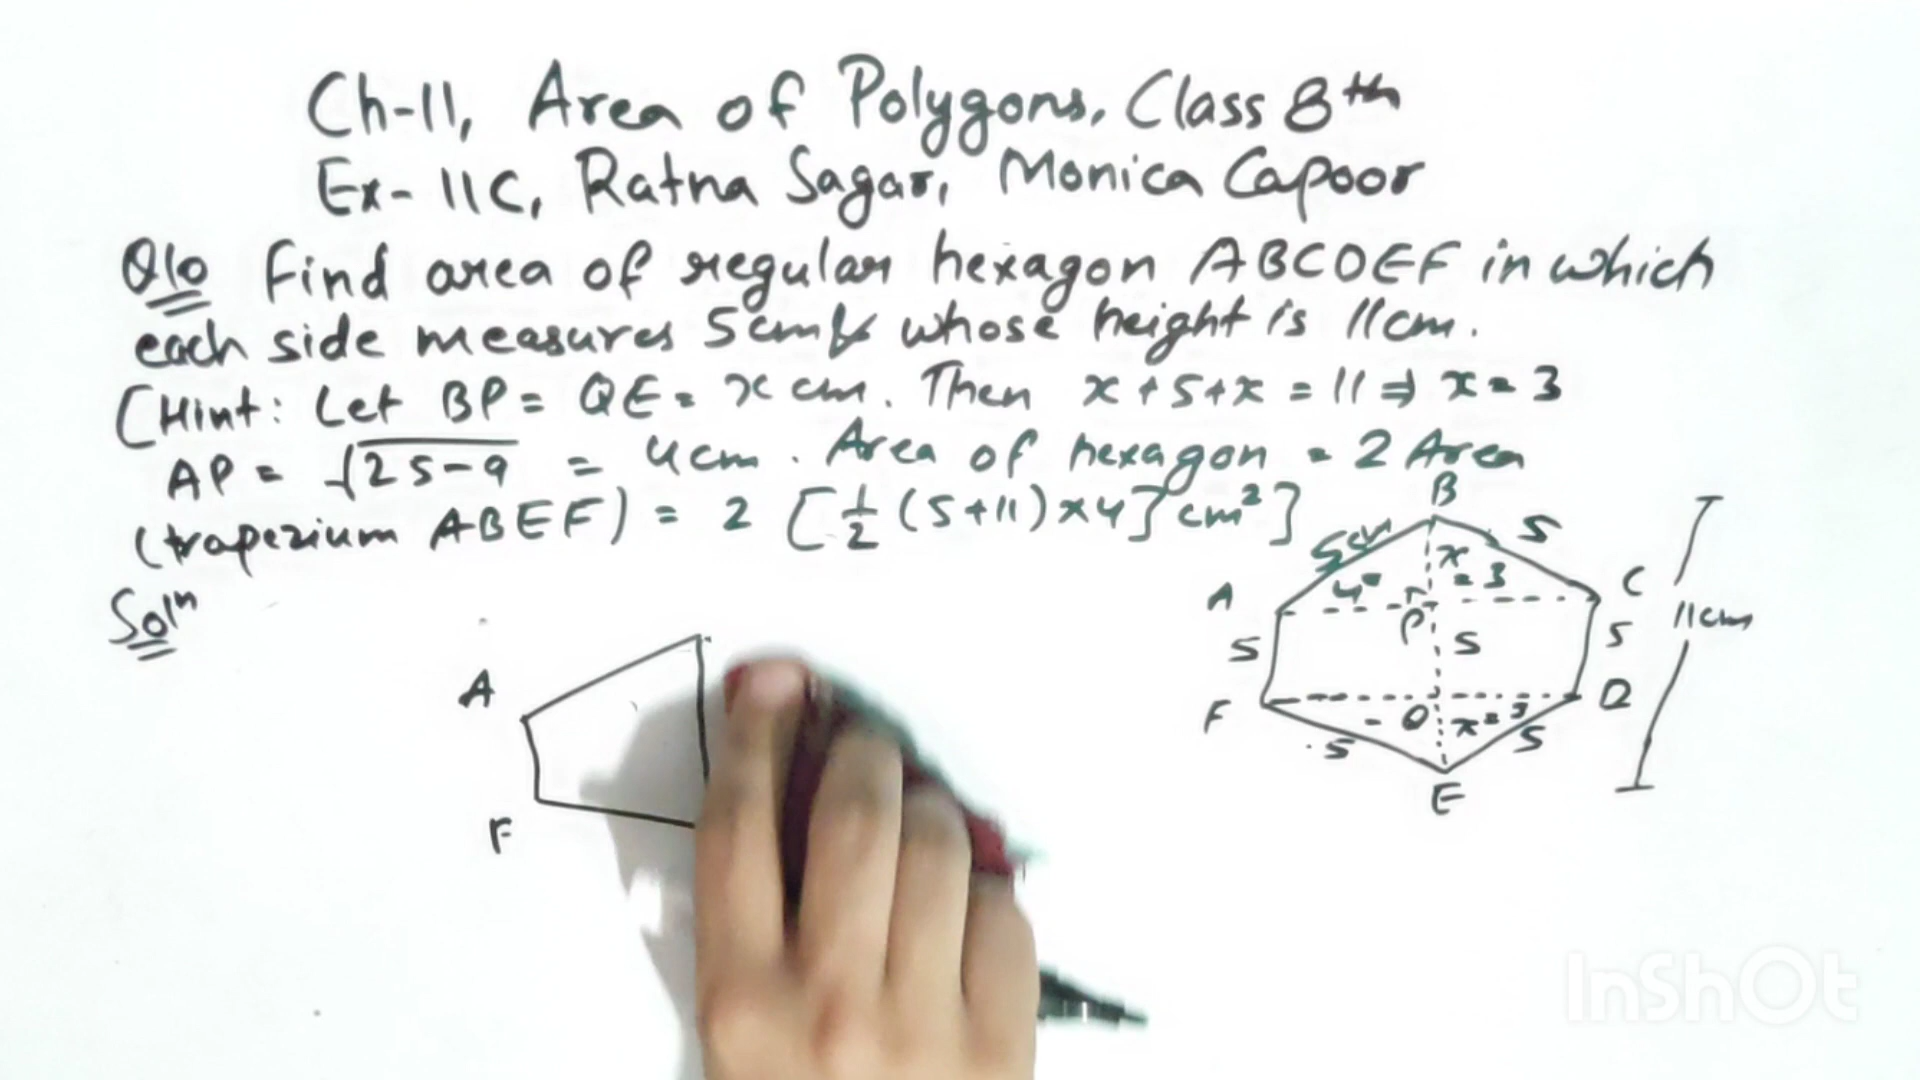 Ch-11, Area of Polygons, Class 8th
Ex- 11C, Ratna Sagar, Monica Capoor
Q10 Find area of regular hexagon ABCDEF in which
each side measures 5cm & whose height is 11cm.
[Hint: Let BP = QE = x cm. Then x+5+x = 11 ⇒ x = 3
AP = √25-9 = 4cm. Area of hexagon = 2 Area
(trapezium ABEF) = 2 [½ (5+11)×4] cm²]
Soln
B
5cm
5
x
= 3
4
A
C
P
11cm
5
5
5
F
Q
x=3
D
5
5
E
A
F
InShOt